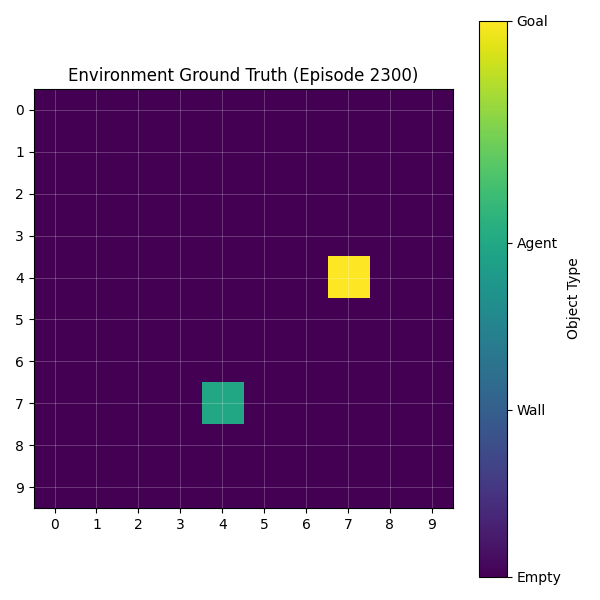 Environment Ground Truth (Episode 2300)
Goal
0
1
2
3
Agent
4
Object Type
5
6
7
Wall
8
9
0 1 2 3 4 5 6 7 8 9
Empty